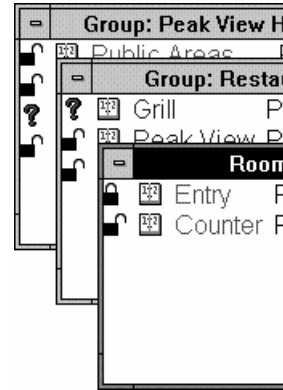 Group: Peak View H
Public Areas
Group: Restau
? Grill P
Peak View P
Room
Entry P
Counter P